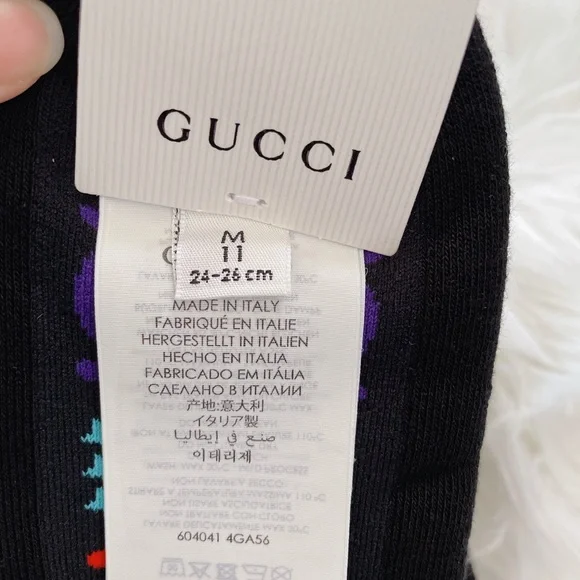 GUCCI
M
11
24-26 cm
MADE IN ITALY
FABRIQUÉ EN ITALIE
HERGESTELLT IN ITALIEN
HECHO EN ITALIA
FABRICADO EM ITÁLIA
СДЕЛАНО В ИТАЛИИ
产地:意大利
イタリア製
صنع في إيطاليا
이태리제
604041 4GA56